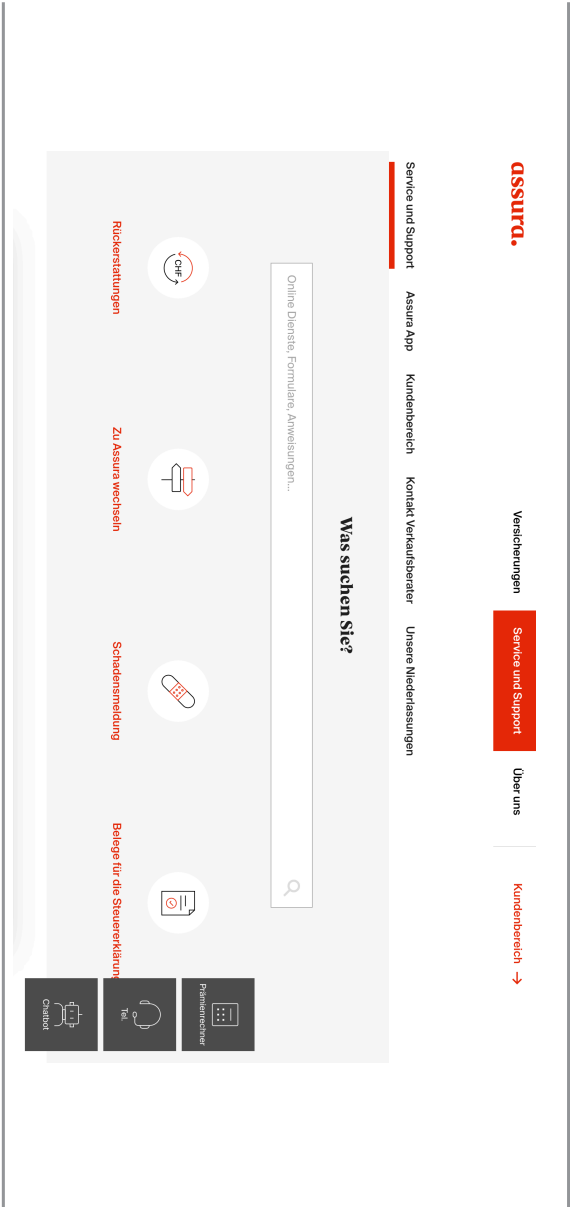 assura.
Versicherungen
Service und Support
Über uns
Kundenbereich →
Service und Support
Assura App
Kundenbereich
Kontakt Verkaufsberater
Unsere Niederlassungen
Was suchen Sie?
Online Dienste, Formulare, Anweisungen...
CHF
Rückerstattungen
Zu Assura wechseln
Schadensmeldung
Belege für die Steuererklärung
Prämienrechner
Tel.
Chatbot